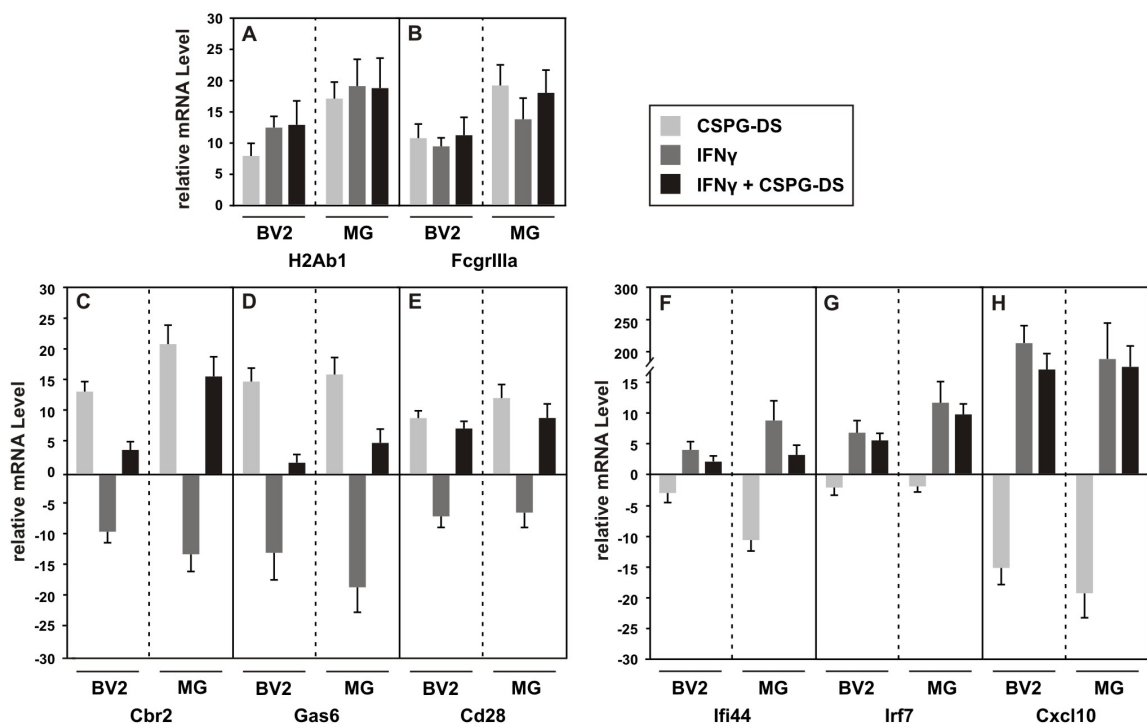 relative mRNA Level
30
25
20
15
10
5
0
A
B
BV2 MG BV2 MG
H2Ab1 FcgrIIIa
CSPG-DS
IFNγ
IFNγ + CSPG-DS
relative mRNA Level
30
25
20
15
10
5
0
-5
-10
-15
-20
-25
-30
C
D
E
BV2 MG BV2 MG BV2 MG
Cbr2 Gas6 Cd28
relative mRNA Level
300
250
200
15
10
5
0
-5
-10
-15
-20
-25
-30
F
G
H
BV2 MG BV2 MG BV2 MG
Ifi44 Irf7 Cxcl10